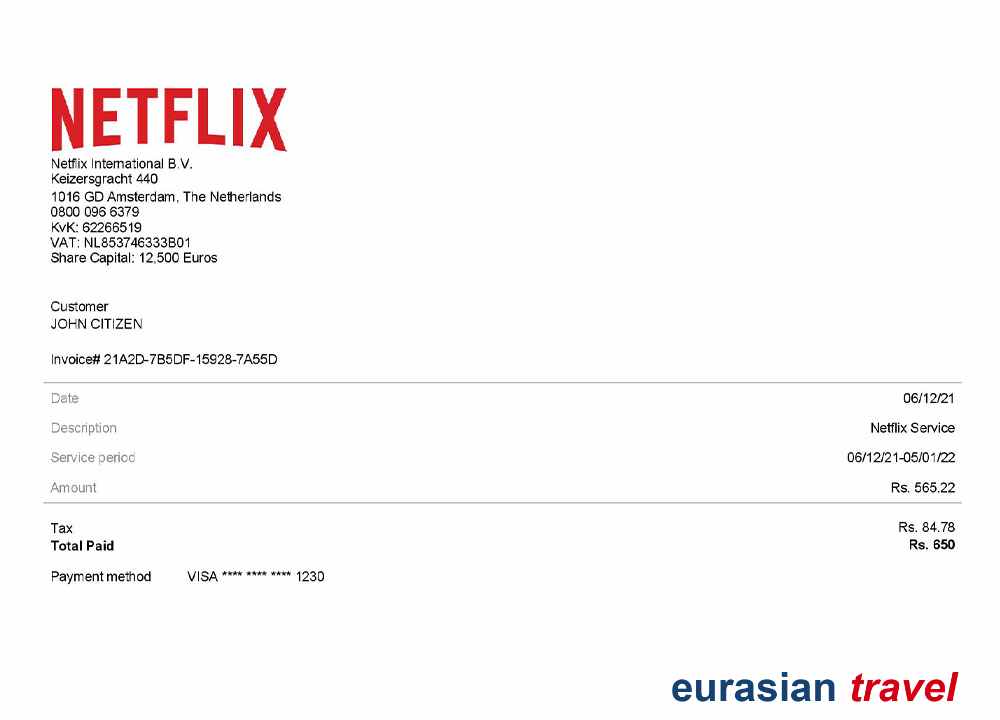 NETFLIX
Netflix International B.V.
Keizersgracht 440
1016 GD Amsterdam, The Netherlands
0800 096 6379
KvK: 62266519
VAT: NL853746333B01
Share Capital: 12,500 Euros
Customer
JOHN CITIZEN
Invoice# 21A2D-7B5DF-15928-7A55D
Date 06/12/21
Description Netflix Service
Service period 06/12/21-05/01/22
Amount Rs. 565.22
Tax Rs. 84.78
Total Paid Rs. 650
Payment method VISA **** **** **** 1230
eurasian travel